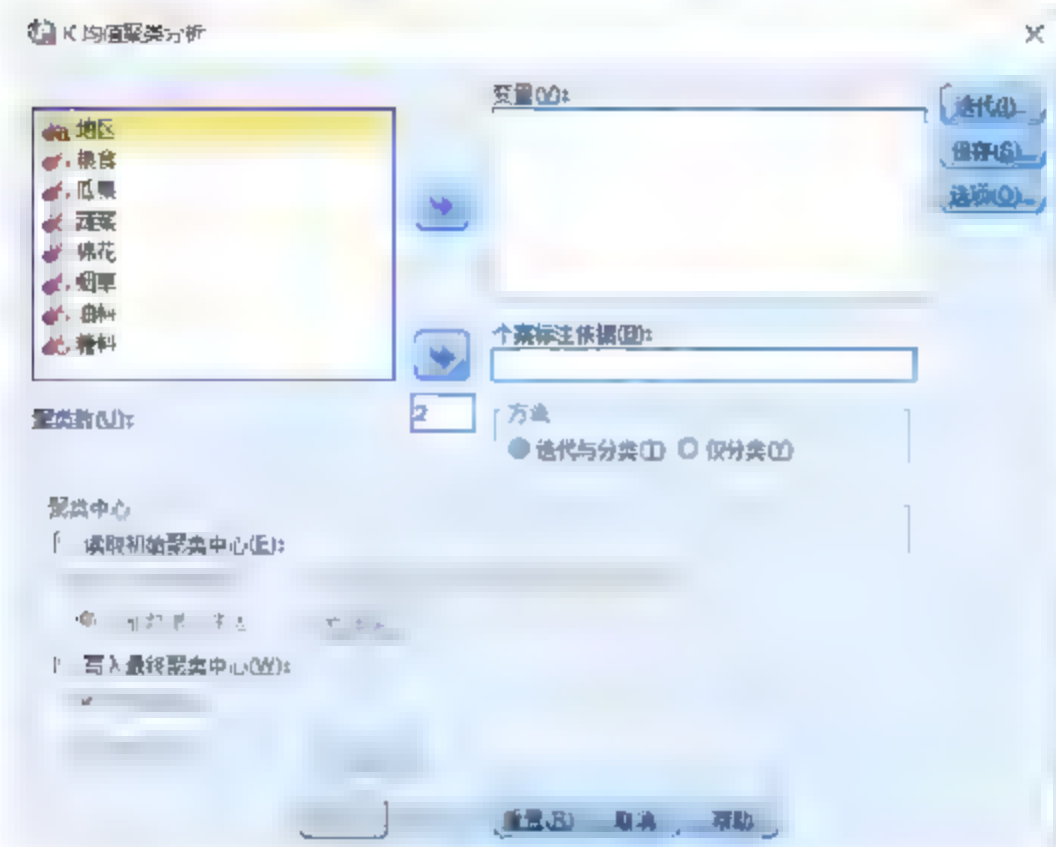 K 均值聚类分析
变量(V):
地区
粮食
瓜果
蔬菜
棉花
烟草
油料
糖料
迭代(I)...
保存(S)...
选项(O)...
个案标注依据(B):
聚类数(U):
2
方法
迭代与分类(T) 仅分类(Y)
聚类中心
读取初始聚类中心(E):
写入最终聚类中心(W):
重置(R) 取消 帮助